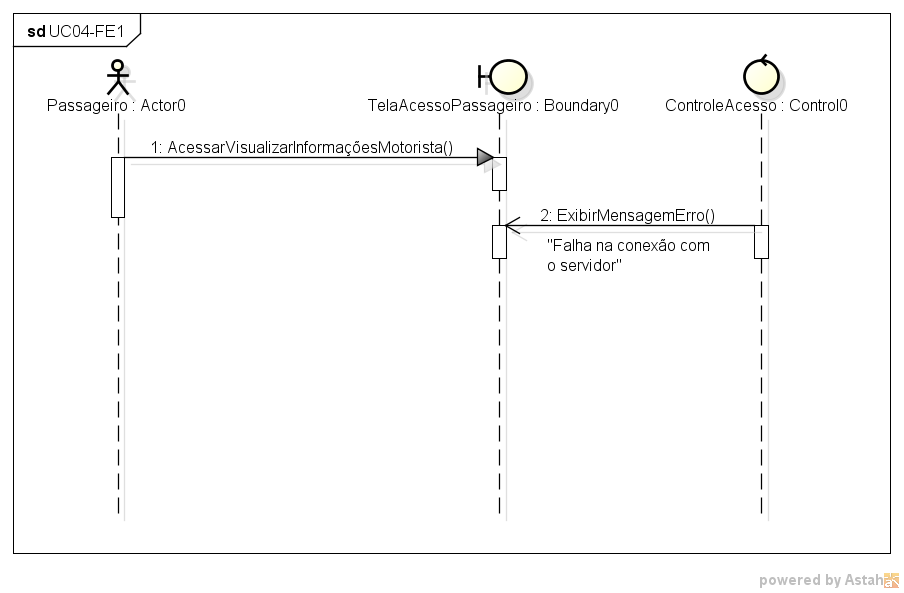 sd UC04-FE1
Passageiro : Actor0
TelaAcessoPassageiro : Boundary0
ControleAcesso : Control0
1: AcessarVisualizarInformaçõesMotorista()
2: ExibirMensagemErro()
"Falha na conexão com
o servidor"
powered by Astah